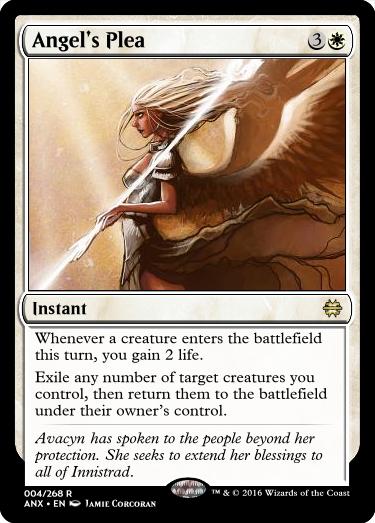 Angel's Plea 3
Instant
Whenever a creature enters the battlefield
this turn, you gain 2 life.
Exile any number of target creatures you
control, then return them to the battlefield
under their owner's control.
Avacyn has spoken to the people beyond her
protection. She seeks to extend her blessings to
all of Innistrad.
004/268 R
ANX • EN Jamie Corcoran
™ & © 2016 Wizards of the Coast